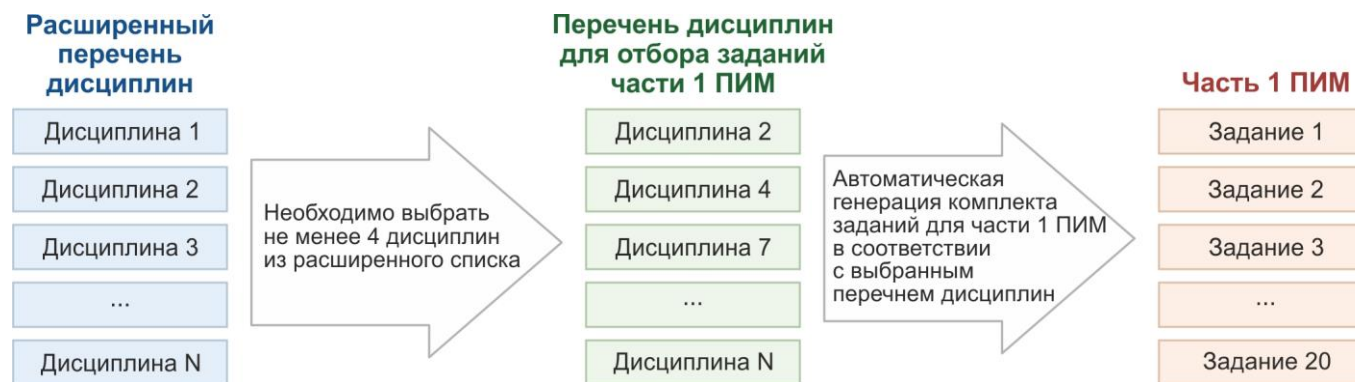 Расширенный
перечень
дисциплин
Дисциплина 1
Дисциплина 2
Дисциплина 3
...
Дисциплина N
Необходимо выбрать
не менее 4 дисциплин
из расширенного списка
Перечень дисциплин
для отбора заданий
части 1 ПИМ
Дисциплина 2
Дисциплина 4
Дисциплина 7
...
Дисциплина N
Автоматическая
генерация комплекта
заданий для части 1 ПИМ
в соответствии
с выбранным
перечнем дисциплин
Часть 1 ПИМ
Задание 1
Задание 2
Задание 3
...
Задание 20